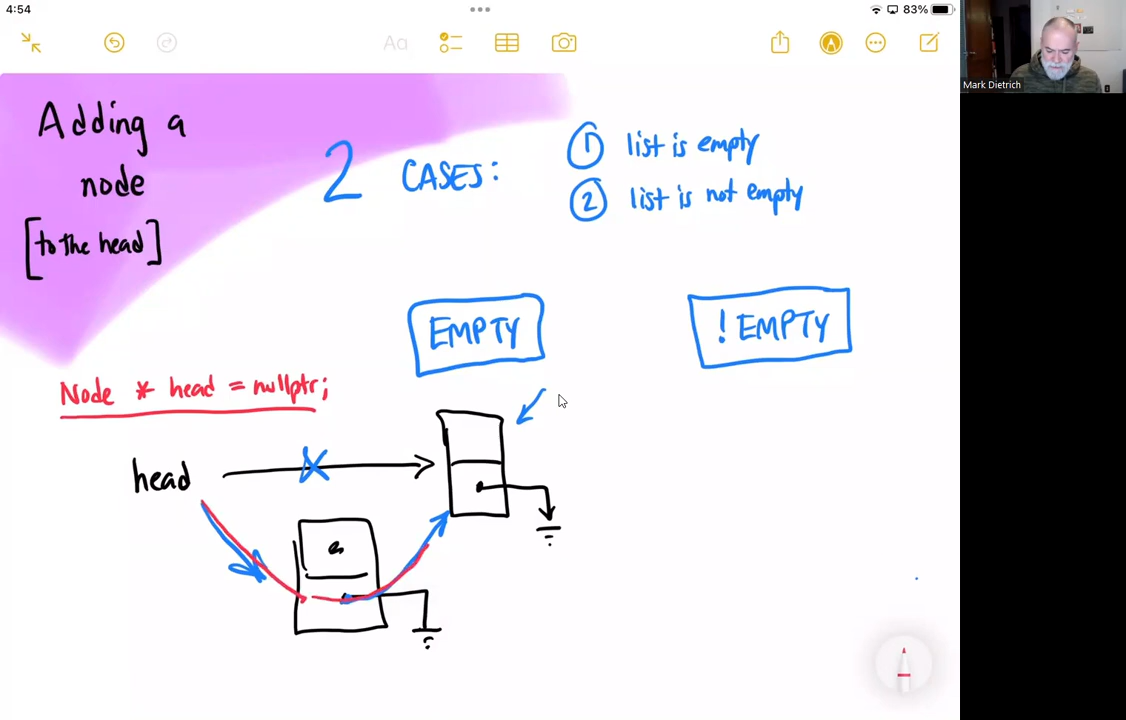 4:54
83%
Aa
Mark Dietrich
Adding a
node
[to the head]
2 CASES:
① list is empty
② list is not empty
EMPTY
! EMPTY
Node * head = nullptr;
head